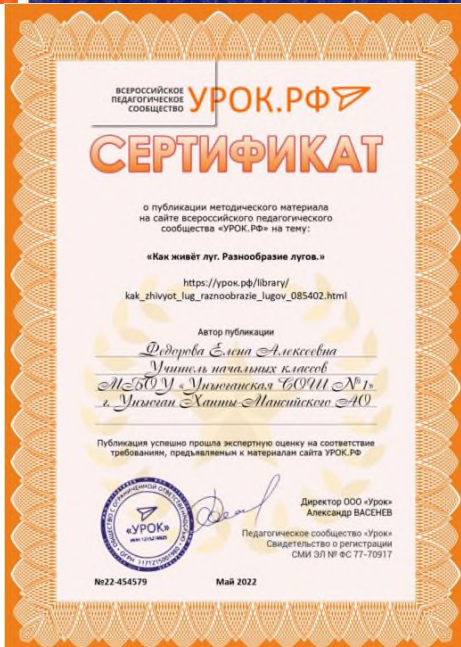 ВСЕРОССИЙСКОЕ
ПЕДАГОГИЧЕСКОЕ
СООБЩЕСТВО
УРОК.РФ
СЕРТИФИКАТ
о публикации методического материала
на сайте всероссийского педагогического
сообщества «УРОК.РФ» на тему:
«Как живёт луг. Разнообразие лугов.»
https://урок.рф/library/
kak_zhivyot_lug_raznoobrazie_lugov_085402.html
Автор публикации
Федорова Елена Алексеевна
Учитель начальных классов
МБОУ «Унъюганская СОШ №1»
г. Унъюган Ханты-Мансийского АО
Публикация успешно прошла экспертную оценку на соответствие
требованиям, предъявляемым к материалам сайта УРОК.РФ
ОБЩЕСТВО С ОГРАНИЧЕННОЙ ОТВЕТСТВЕННОСТЬЮ
«УРОК»
Директор ООО «Урок»
Александр ВАСЕНЕВ
Педагогическое сообщество «Урок»
Свидетельство о регистрации
СМИ ЭЛ № ФС 77-70917
№22-454579
Май 2022